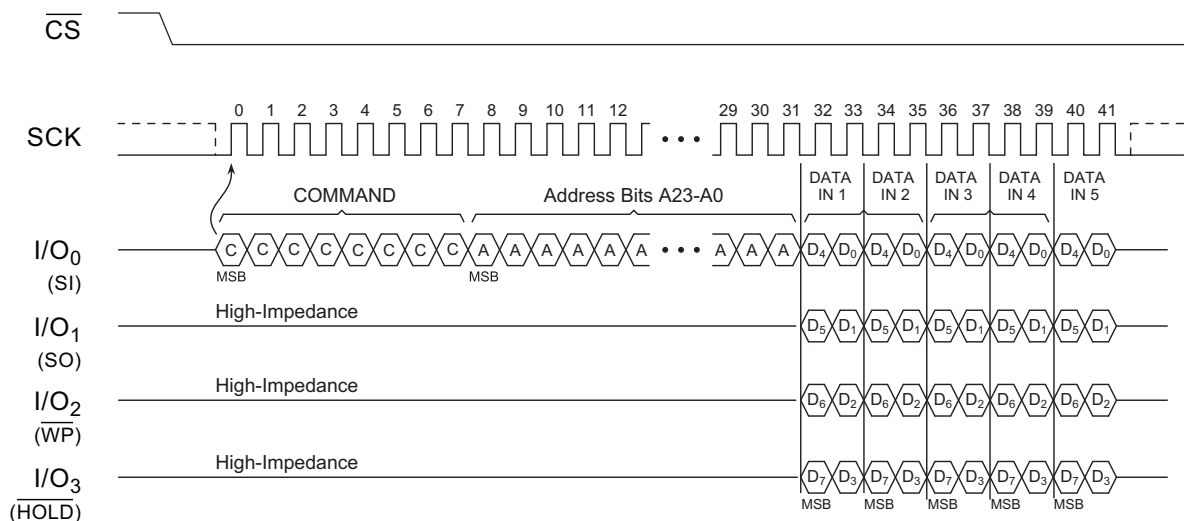 CS
0 1 2 3 4 5 6 7 8 9 10 11 12 29 30 31 32 33 34 35 36 37 38 39 40 41
SCK
DATA IN 1 DATA IN 2 DATA IN 3 DATA IN 4 DATA IN 5
COMMAND Address Bits A23-A0
I/O0 C C C C C C C C A A A A A A A A A D4 D0 D4 D0 D4 D0 D4 D0 D4 D0
(SI) MSB MSB
High-Impedance
I/O1 D5 D1 D5 D1 D5 D1 D5 D1 D5 D1
(SO)
High-Impedance
I/O2 D6 D2 D6 D2 D6 D2 D6 D2 D6 D2
(WP)
High-Impedance
I/O3 D7 D3 D7 D3 D7 D3 D7 D3 D7 D3
(HOLD) MSB MSB MSB MSB MSB